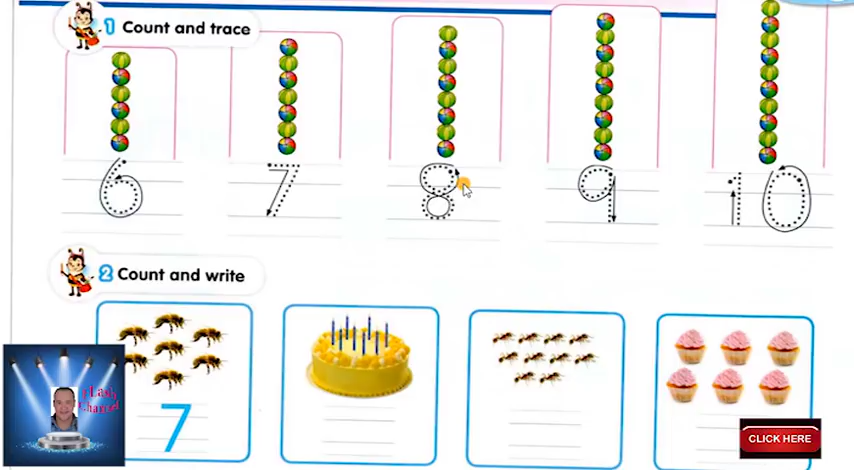 1 Count and trace
6 7 8 9 10
2 Count and write
7
CLICK HERE